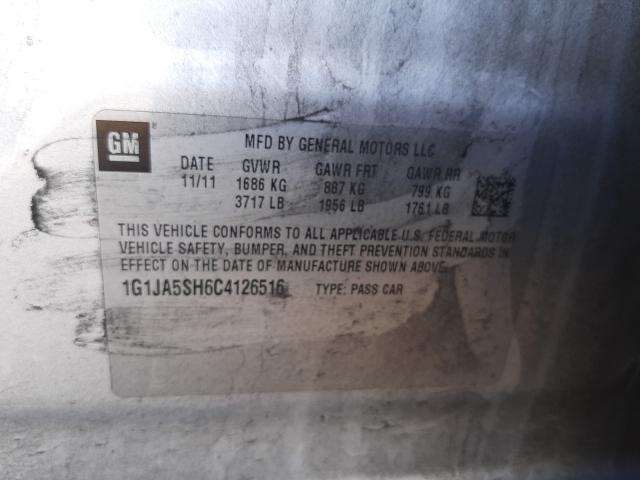 GM ®
MFD BY GENERAL MOTORS LLC
DATE GVWR GAWR FRT GAWR RR
11/11 1686 KG 887 KG 799 KG
3717 LB 1956 LB 1761 LB
THIS VEHICLE CONFORMS TO ALL APPLICABLE U.S. FEDERAL MOTOR
VEHICLE SAFETY, BUMPER, AND THEFT PREVENTION STANDARDS IN
EFFECT ON THE DATE OF MANUFACTURE SHOWN ABOVE.
1G1JA5SH6C4126516 TYPE: PASS CAR